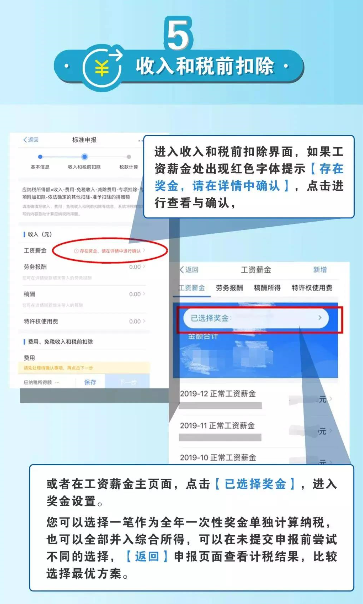 5
¥
收入和税前扣除
<返回
标准申报
基本信息
收入和税前扣除
税款计算
进入收入和税前扣除界面，如果工
资薪金处出现红色字体提示【存在
奖金，请在详情中确认】，点击进
行查看与确认，
收入（元）
工资薪金
存在奖金，请在详情中进行确认
劳务报酬
0.00
稿酬
0.00
特许权使用费
0.00
费用、免税收入和税前扣除
费用
保存
<返回
工资薪金
新增
工资薪金
劳务报酬
稿酬所得
特许权使用费
已选择奖金
2019-12 正常工资薪金
元
2019-11 正常工资薪金
元
2019-10 正常工资薪金
或者在工资薪金主页面，点击【已选择奖金】，进入
奖金设置。
您可以选择一笔作为全年一次性奖金单独计算纳税，
也可以全部并入综合所得，可以在未提交申报前尝试
不同的选择，【返回】申报页面查看计税结果，比较
选择最优方案。